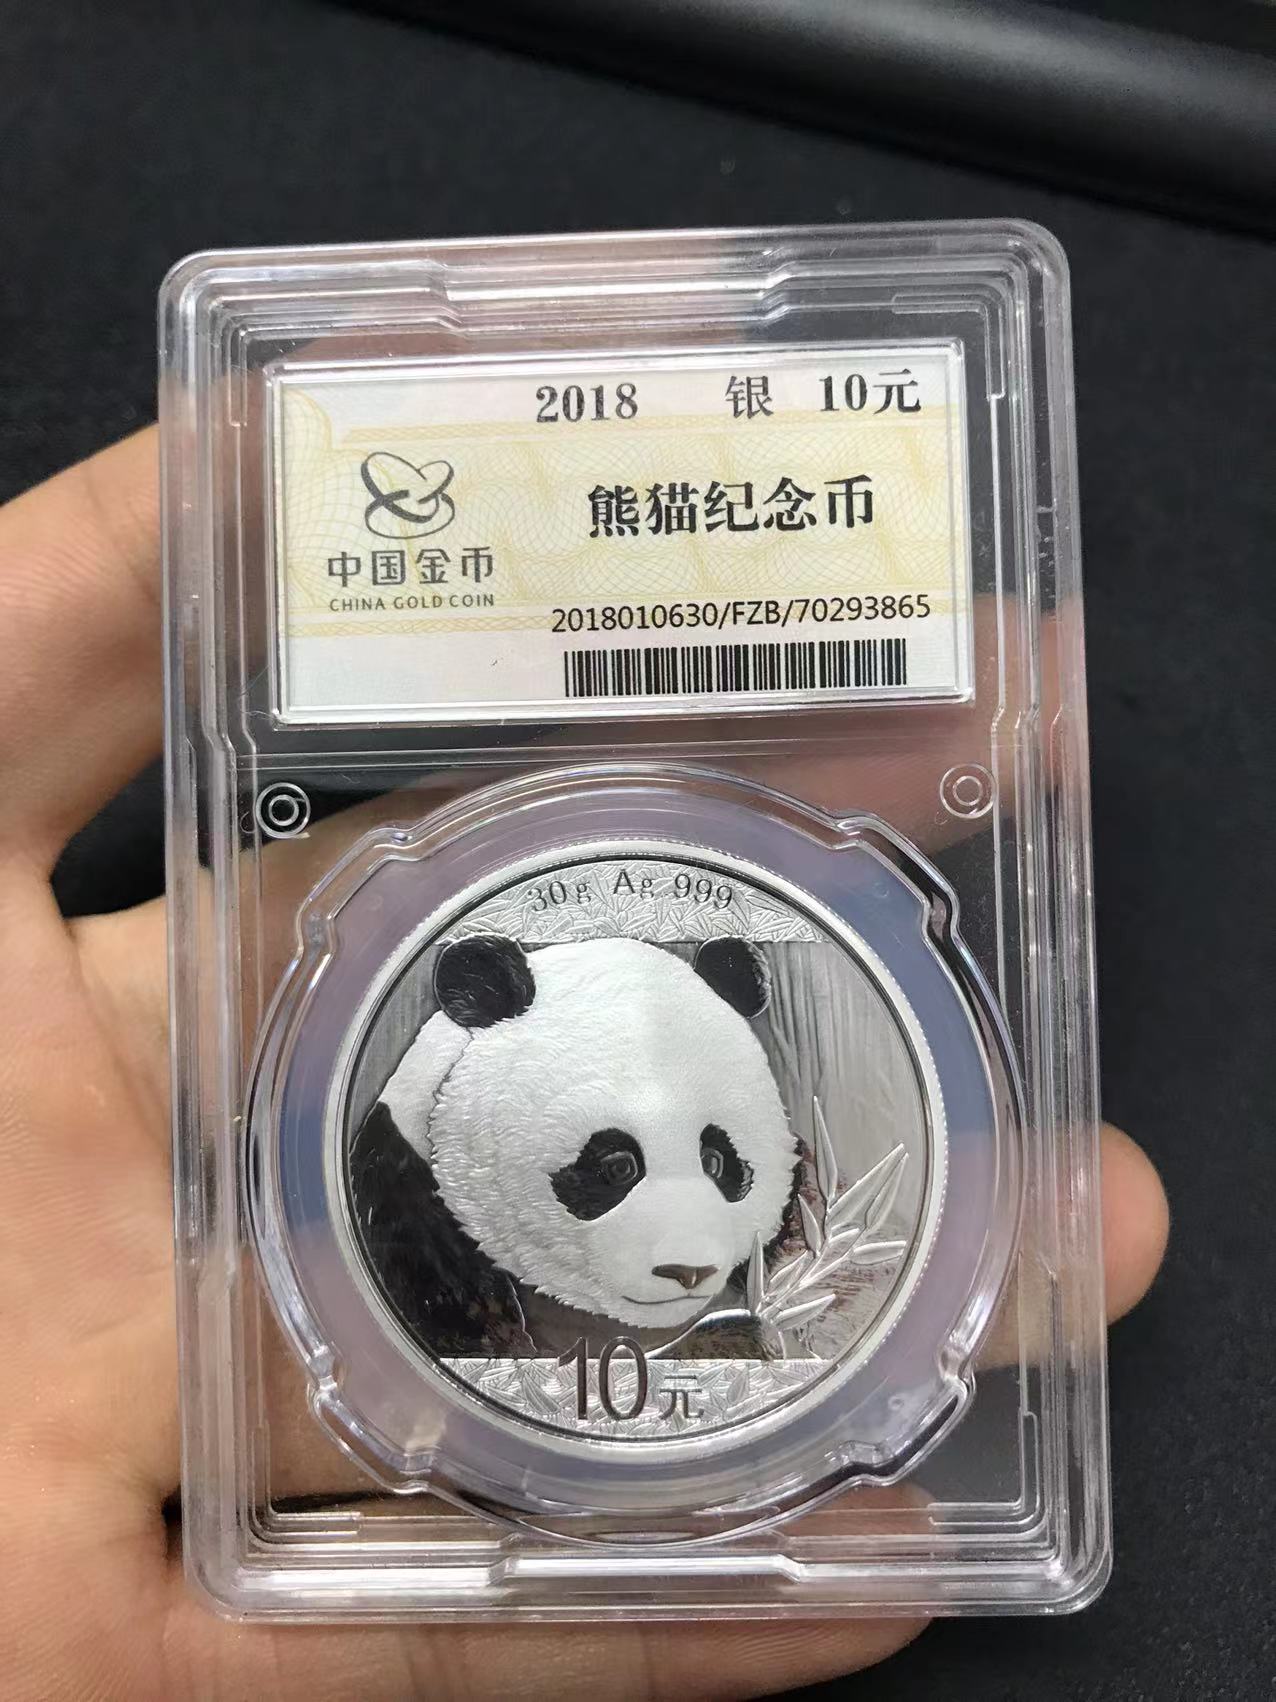 2018 银 10元
熊猫纪念币
中国金币
CHINA GOLD COIN
2018010630/FZB/70293865
30g Ag 999
10元